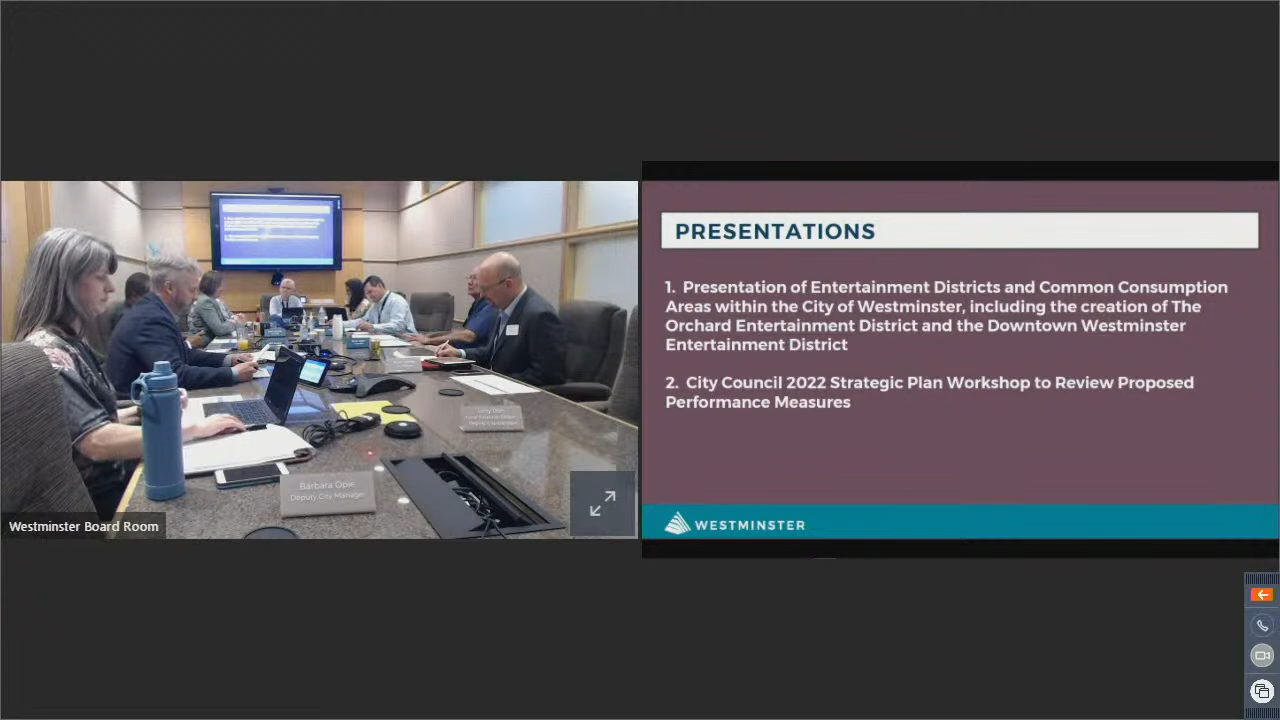 Barbara Opie
Deputy City Manager
Westminster Board Room
PRESENTATIONS
1. Presentation of Entertainment Districts and Common Consumption
Areas within the City of Westminster, including the creation of The
Orchard Entertainment District and the Downtown Westminster
Entertainment District
2. City Council 2022 Strategic Plan Workshop to Review Proposed
Performance Measures
WESTMINSTER